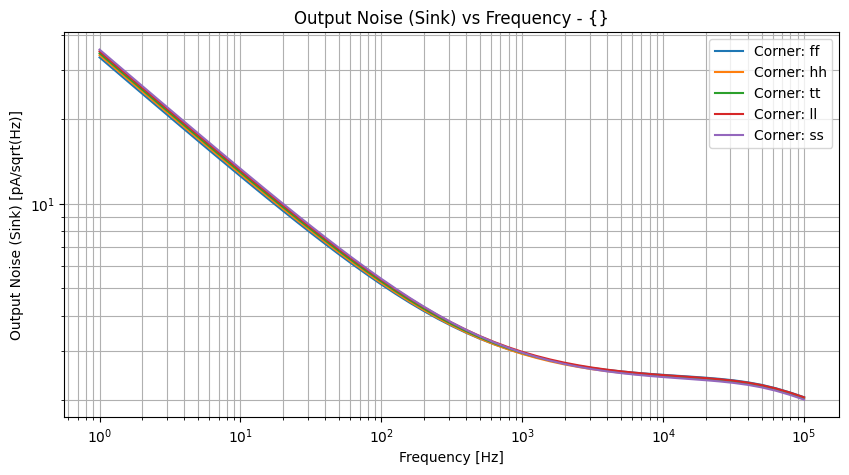 Output Noise (Sink) vs Frequency - {}
Output Noise (Sink) [pA/sqrt(Hz)]
10¹
Corner: ff
Corner: hh
Corner: tt
Corner: ll
Corner: ss
10⁰ 10¹ 10² 10³ 10⁴ 10⁵
Frequency [Hz]